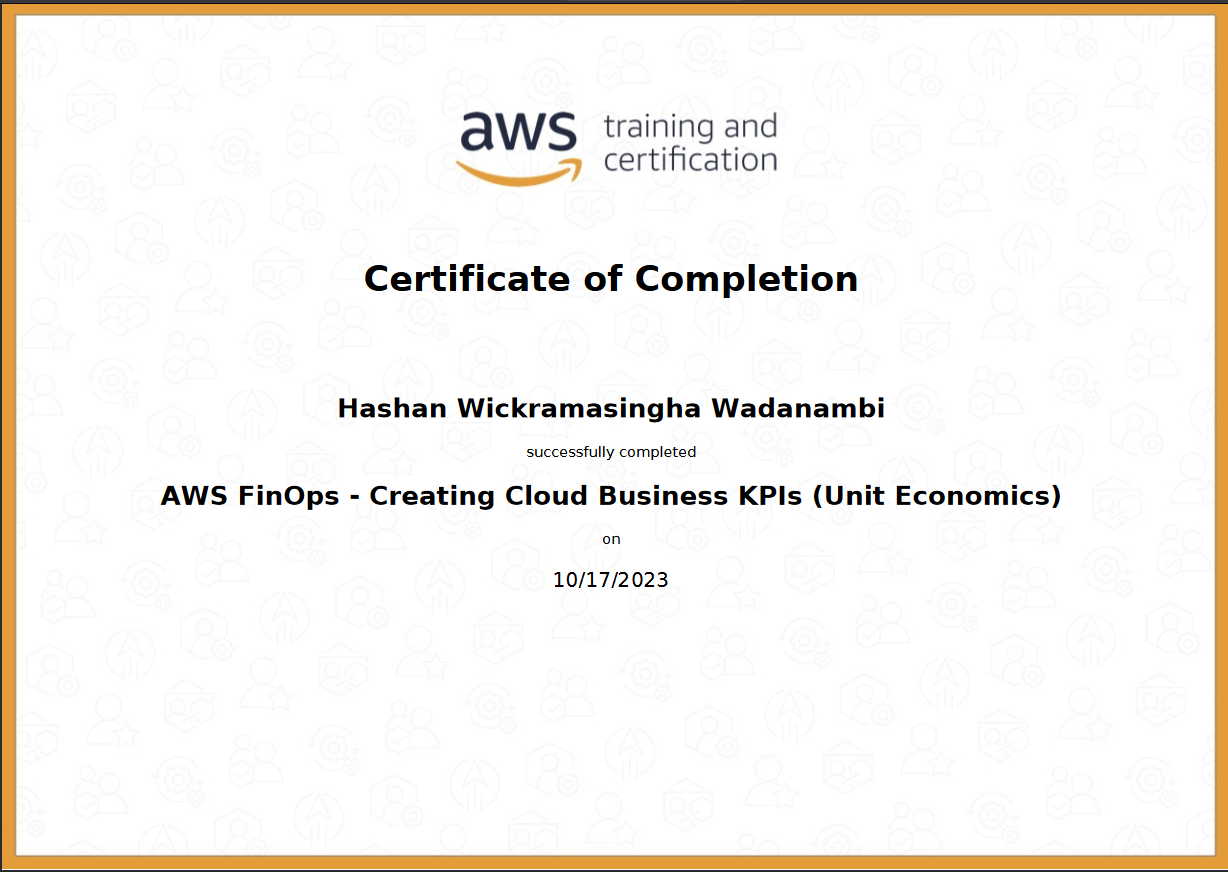 aws training and
certification
Certificate of Completion
Hashan Wickramasingha Wadanambi
successfully completed
AWS FinOps - Creating Cloud Business KPIs (Unit Economics)
on
10/17/2023